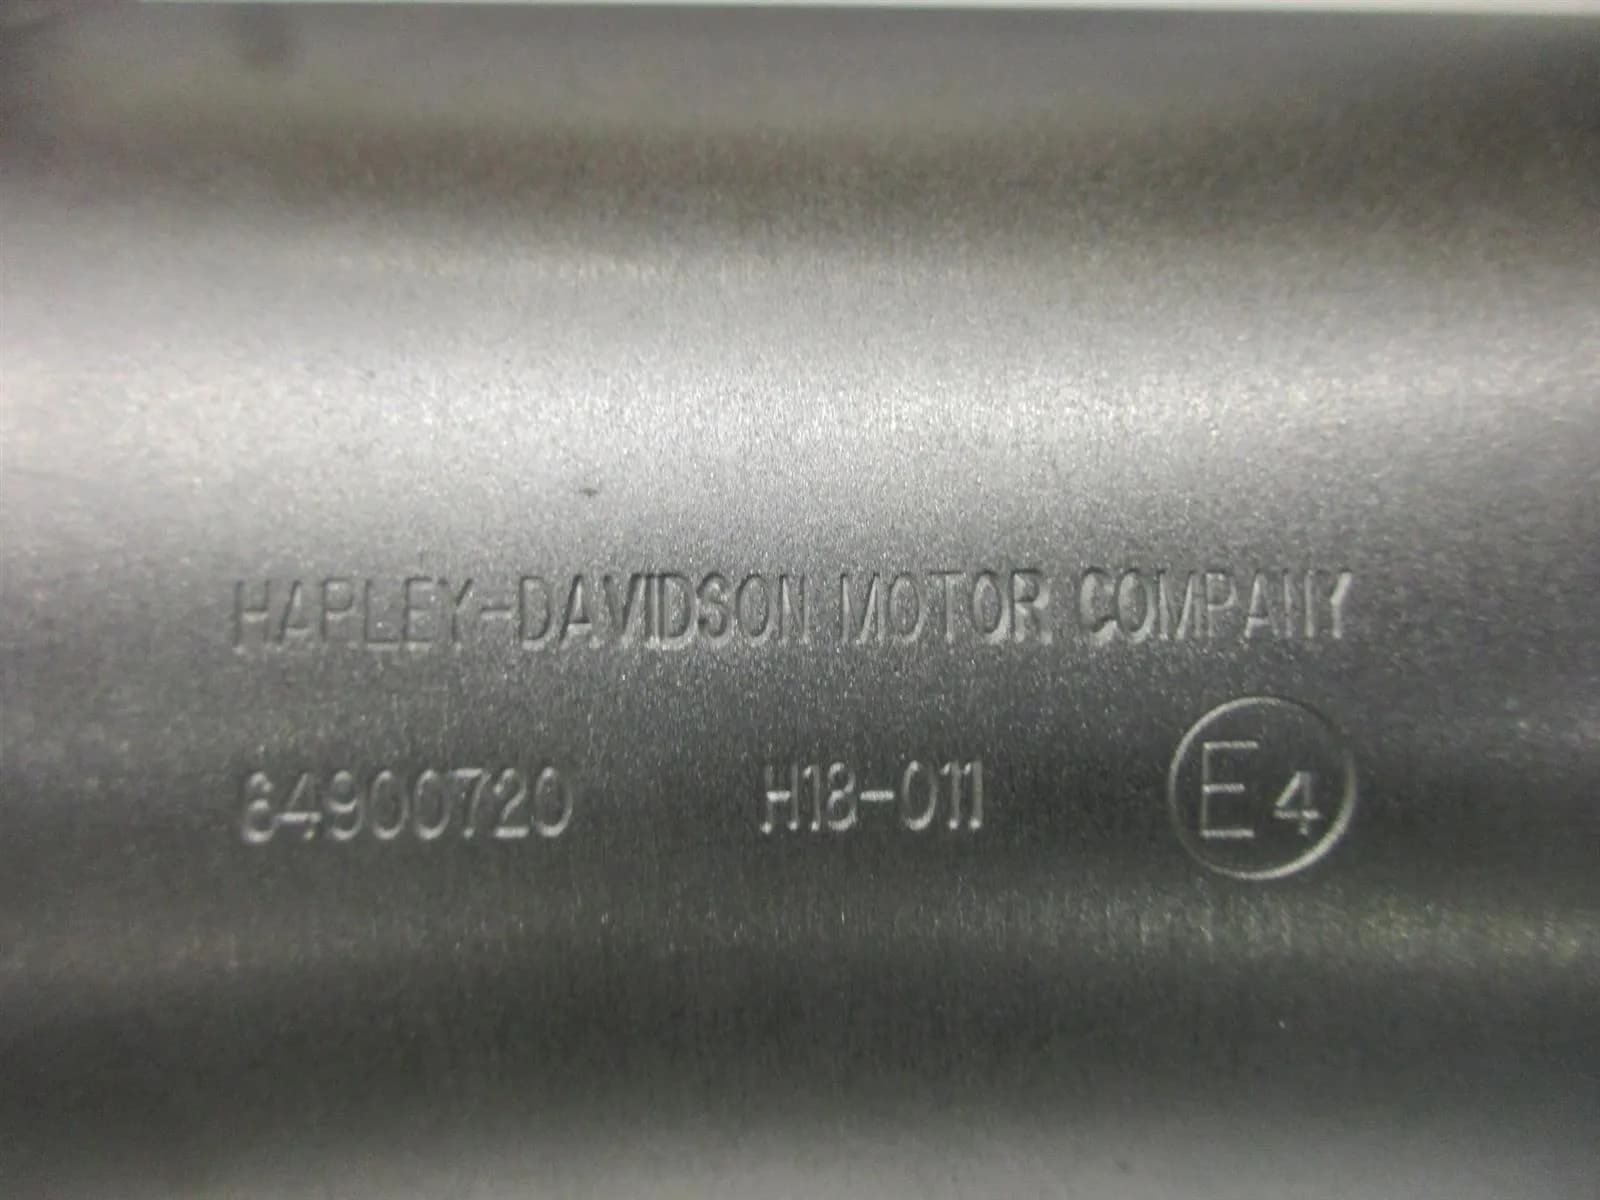 HARLEY-DAVIDSON MOTOR COMPANY
64900720 H18-011 E4